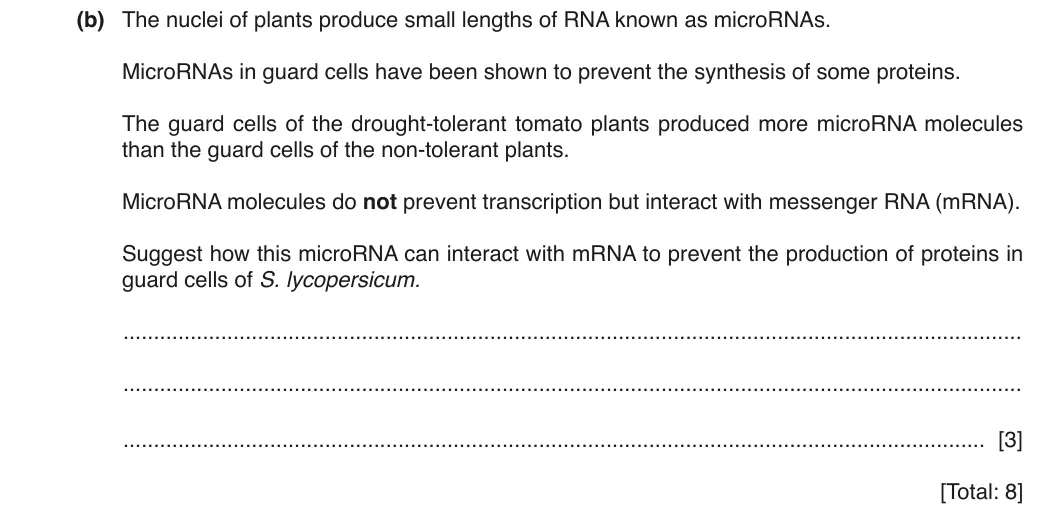 (b) The nuclei of plants produce small lengths of RNA known as microRNAs.
MicroRNAs in guard cells have been shown to prevent the synthesis of some proteins.
The guard cells of the drought-tolerant tomato plants produced more microRNA molecules
than the guard cells of the non-tolerant plants.
MicroRNA molecules do not prevent transcription but interact with messenger RNA (mRNA).
Suggest how this microRNA can interact with mRNA to prevent the production of proteins in
guard cells of S. lycopersicum.
[3]
[Total: 8]